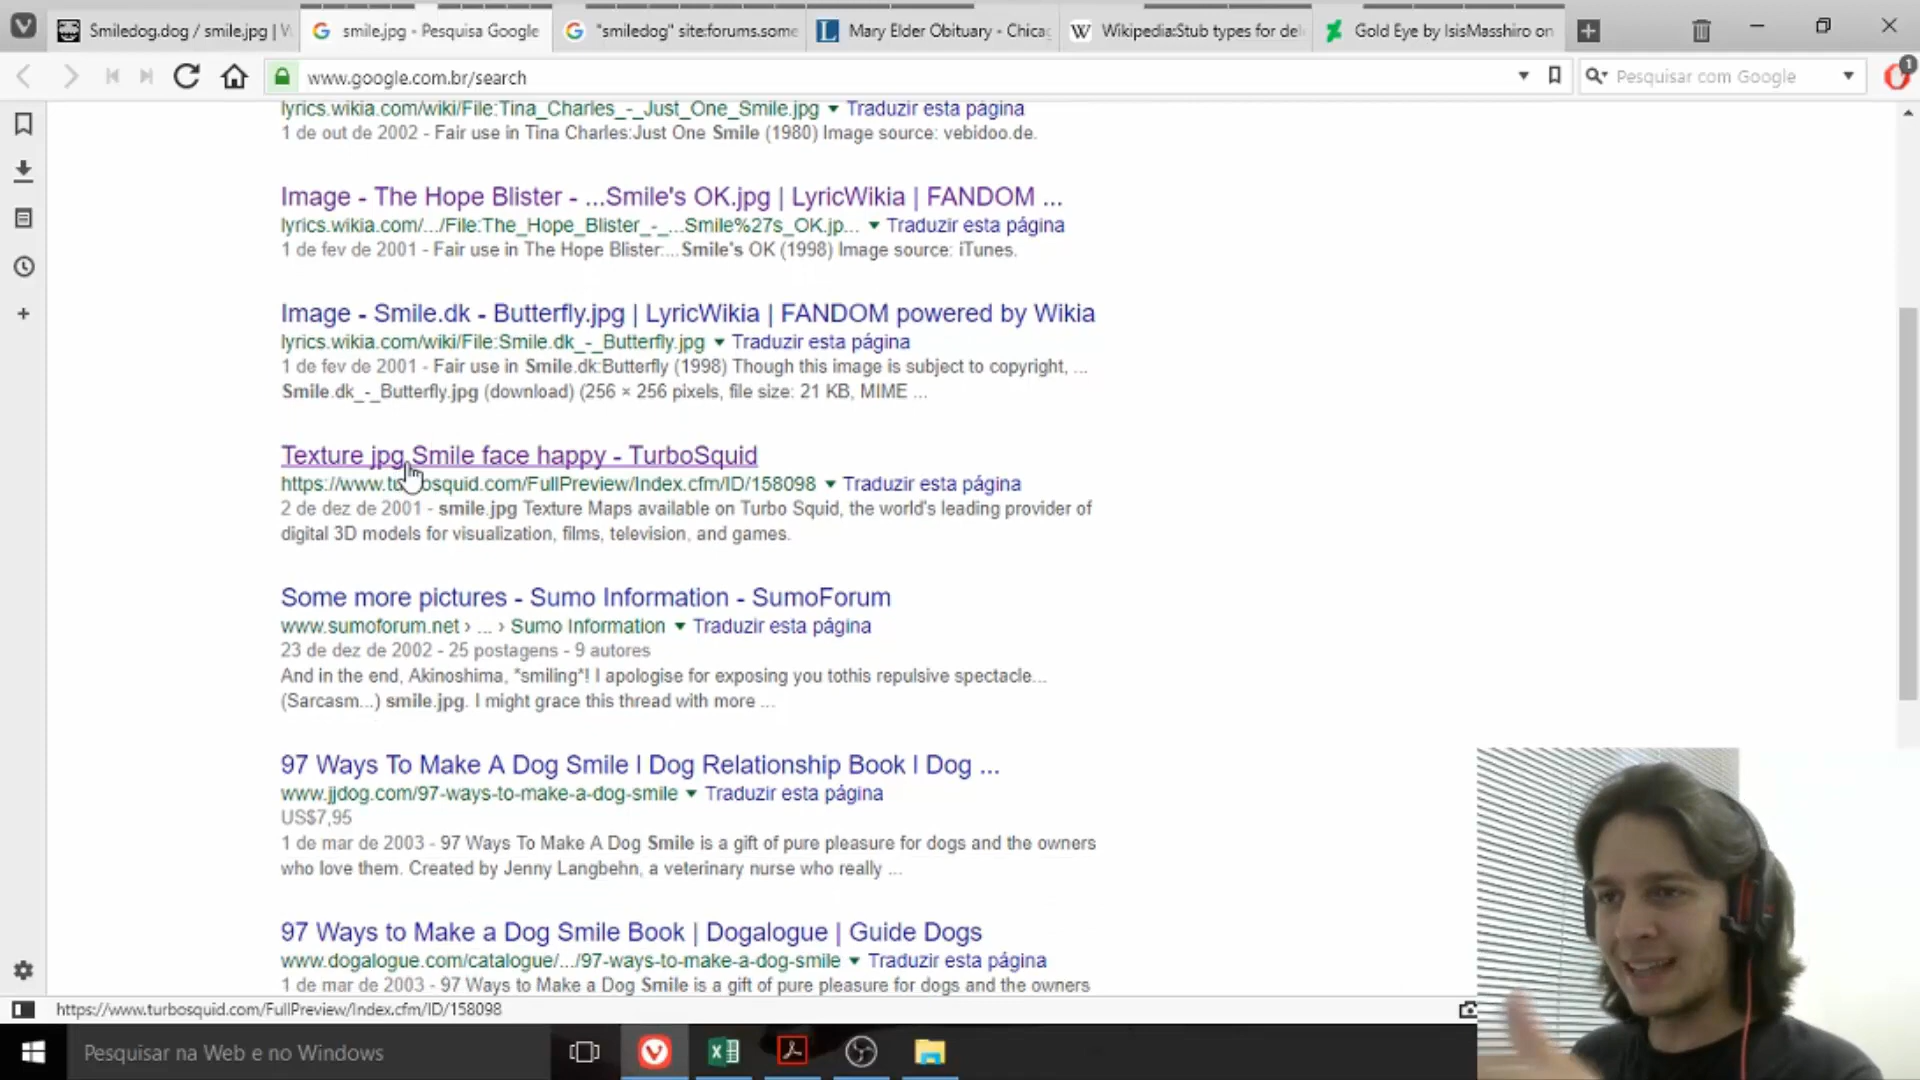 Smiledog.dog / smile.jpg | W
smile.jpg - Pesquisa Google
"smiledog" site:forums.some
Mary Elder Obituary - Chicag
Wikipedia:Stub types for del
Gold Eye by IsisMasshiro on
www.google.com.br/search
Pesquisar com Google
1
lyrics.wikia.com/wiki/File:Tina_Charles_-_Just_One_Smile.jpg Traduzir esta página
1 de out de 2002 - Fair use in Tina Charles:Just One Smile (1980) Image source: vebidoo.de.
Image - The Hope Blister - ...Smile's OK.jpg | LyricWikia | FANDOM ...
lyrics.wikia.com/.../File:The_Hope_Blister_-_...Smile%27s_OK.jp... Traduzir esta página
1 de fev de 2001 - Fair use in The Hope Blister:...Smile's OK (1998) Image source: iTunes.
Image - Smile.dk - Butterfly.jpg | LyricWikia | FANDOM powered by Wikia
lyrics.wikia.com/wiki/File:Smile.dk_-_Butterfly.jpg Traduzir esta página
1 de fev de 2001 - Fair use in Smile.dk:Butterfly (1998) Though this image is subject to copyright, ...
Smile.dk_-_Butterfly.jpg (download) (256 × 256 pixels, file size: 21 KB, MIME ...
Texture jpg Smile face happy - TurboSquid
https://www.turbosquid.com/FullPreview/Index.cfm/ID/158098 Traduzir esta página
2 de dez de 2001 - smile.jpg Texture Maps available on Turbo Squid, the world's leading provider of
digital 3D models for visualization, films, television, and games.
Some more pictures - Sumo Information - SumoForum
www.sumoforum.net › ... › Sumo Information Traduzir esta página
23 de dez de 2002 - 25 postagens - 9 autores
And in the end, Akinoshima, *smiling*! I apologise for exposing you tothis repulsive spectacle...
(Sarcasm...) smile.jpg. I might grace this thread with more ...
97 Ways To Make A Dog Smile I Dog Relationship Book I Dog ...
www.jjdog.com/97-ways-to-make-a-dog-smile Traduzir esta página
US$7,95
1 de mar de 2003 - 97 Ways To Make A Dog Smile is a gift of pure pleasure for dogs and the owners
who love them. Created by Jenny Langbehn, a veterinary nurse who really ...
97 Ways to Make a Dog Smile Book | Dogalogue | Guide Dogs
www.dogalogue.com/catalogue/.../97-ways-to-make-a-dog-smile Traduzir esta página
1 de mar de 2003 - 97 Ways to Make a Dog Smile is a gift of pure pleasure for dogs and the owners
https://www.turbosquid.com/FullPreview/Index.cfm/ID/158098
Pesquisar na Web e no Windows